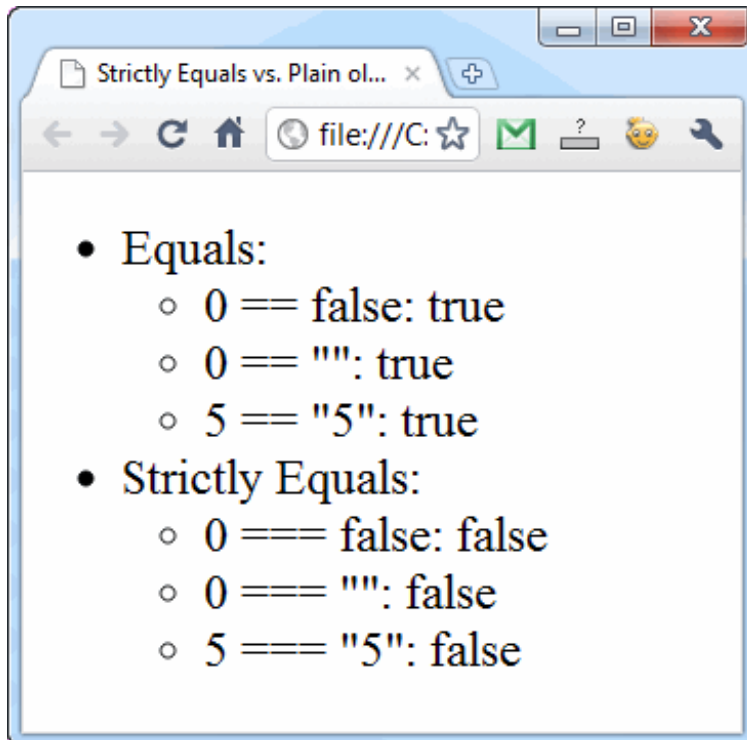 Strictly Equals vs. Plain ol...
file:///C:
?
Equals:
0 == false: true
0 == "": true
5 == "5": true
Strictly Equals:
0 === false: false
0 === "": false
5 === "5": false